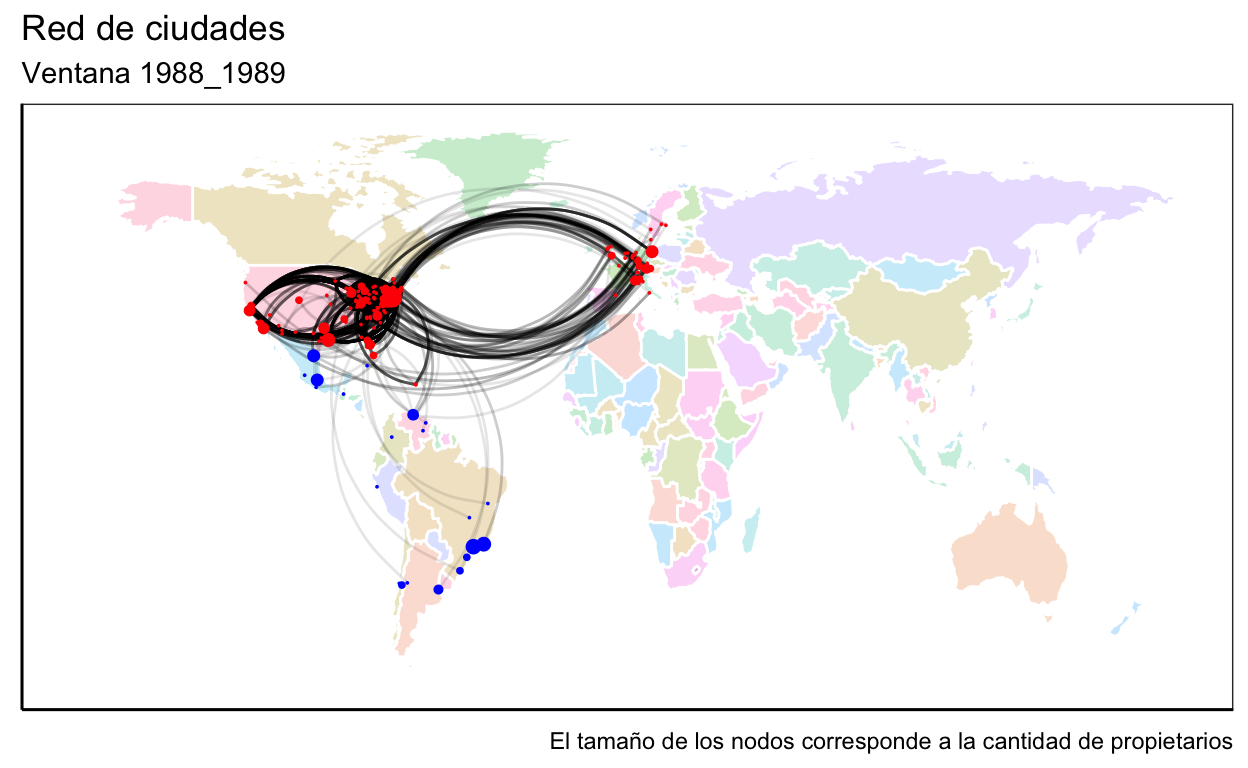 Red de ciudades
Ventana 1988_1989
El tamaño de los nodos corresponde a la cantidad de propietarios